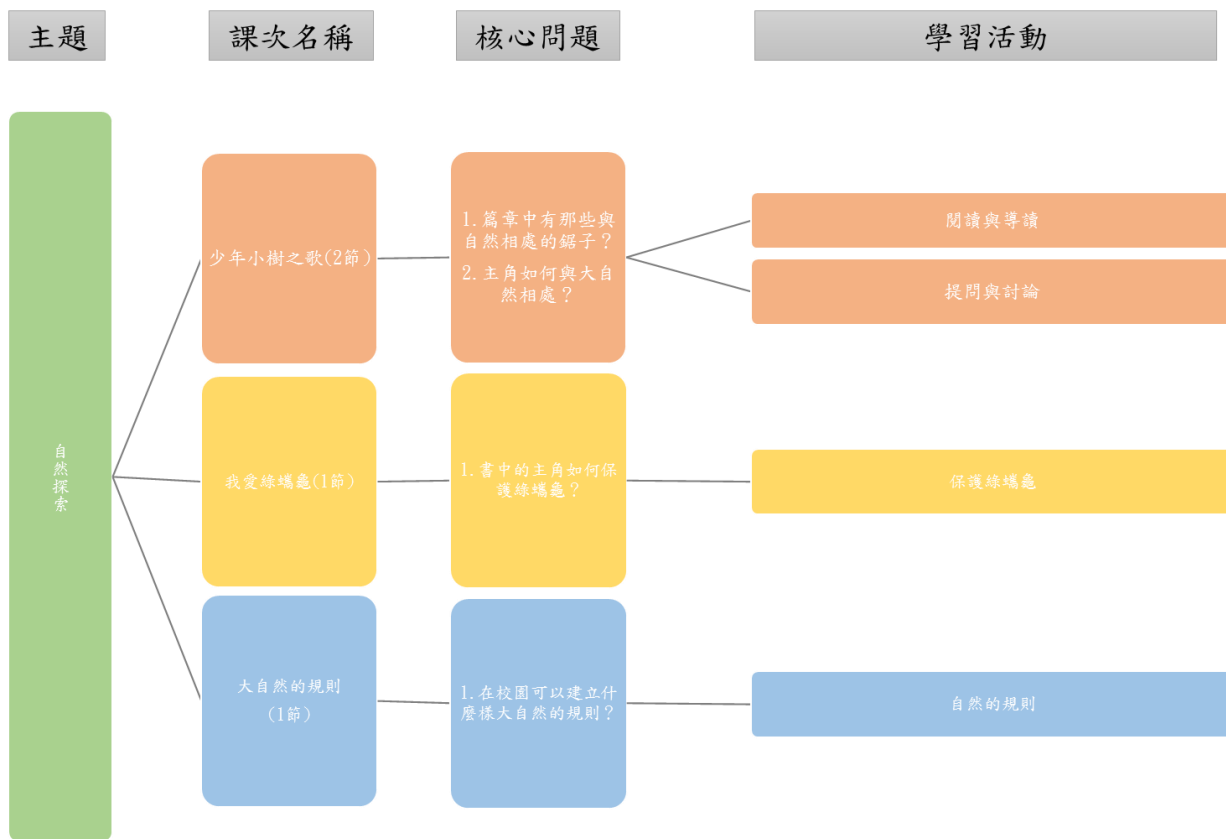 主題
課次名稱
核心問題
學習活動
自
然
探
索
少年小樹之歌(2節)
1.篇章中有那些與
自然相處的鋸子？
2.主角如何與大自
然相處？
閱讀與導讀
提問與討論
我愛綠蠵龜(1節)
1.書中的主角如何保
護綠蠵龜？
保護綠蠵龜
大自然的規則
(1節)
1.在校園可以建立什
麼樣大自然的規則？
自然的規則